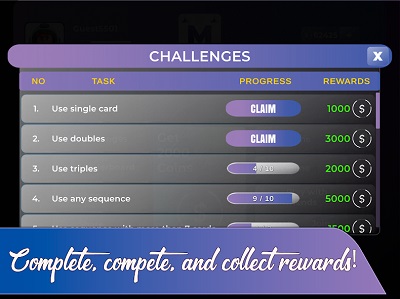 CHALLENGES X
NO TASK PROGRESS REWARDS
1. Use single card CLAIM 1000 $
2. Use doubles CLAIM 3000 $
3. Use triples 4 / 10 2000 $
4. Use any sequence 9 / 10 5000 $
1500
Complete, compete, and collect rewards!